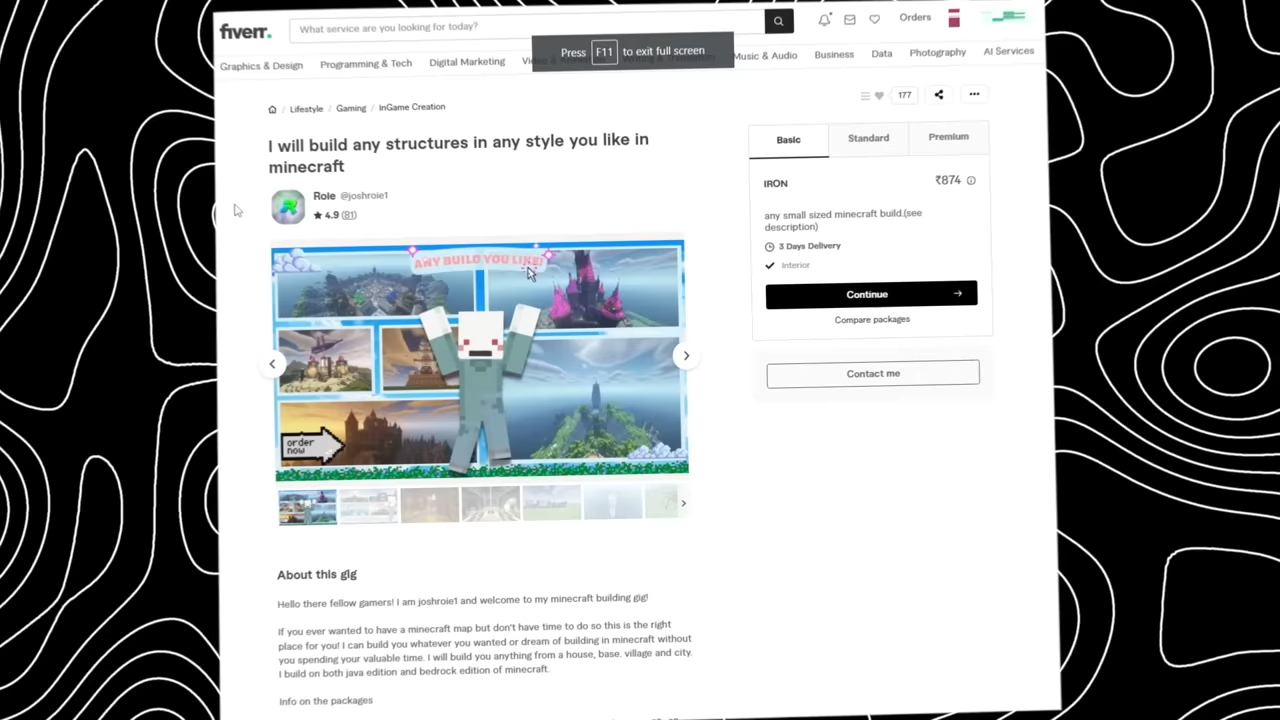 fiverr.
What service are you looking for today?
Orders
Press F11 to exit full screen
Graphics & Design
Programming & Tech
Digital Marketing
Music & Audio
Business
Data
Photography
AI Services
/ Lifestyle / Gaming / InGame Creation
177
I will build any structures in any style you like in
minecraft
Role @joshroie1
4.9 (81)
ANY BUILD YOU LIKE!
order
now
Basic
Standard
Premium
IRON
₹874
any small sized minecraft build.(see
description)
3 Days Delivery
Interior
Continue
Compare packages
Contact me
About this gig
Hello there fellow gamers! I am joshroie1 and welcome to my minecraft building gig!
If you ever wanted to have a minecraft map but don't have time to do so this is the right
place for you! I can build you whatever you wanted or dream of building in minecraft without
you spending your valuable time. I will build you anything from a house, base. village and city.
I build on both java edition and bedrock edition of minecraft.
Info on the packages